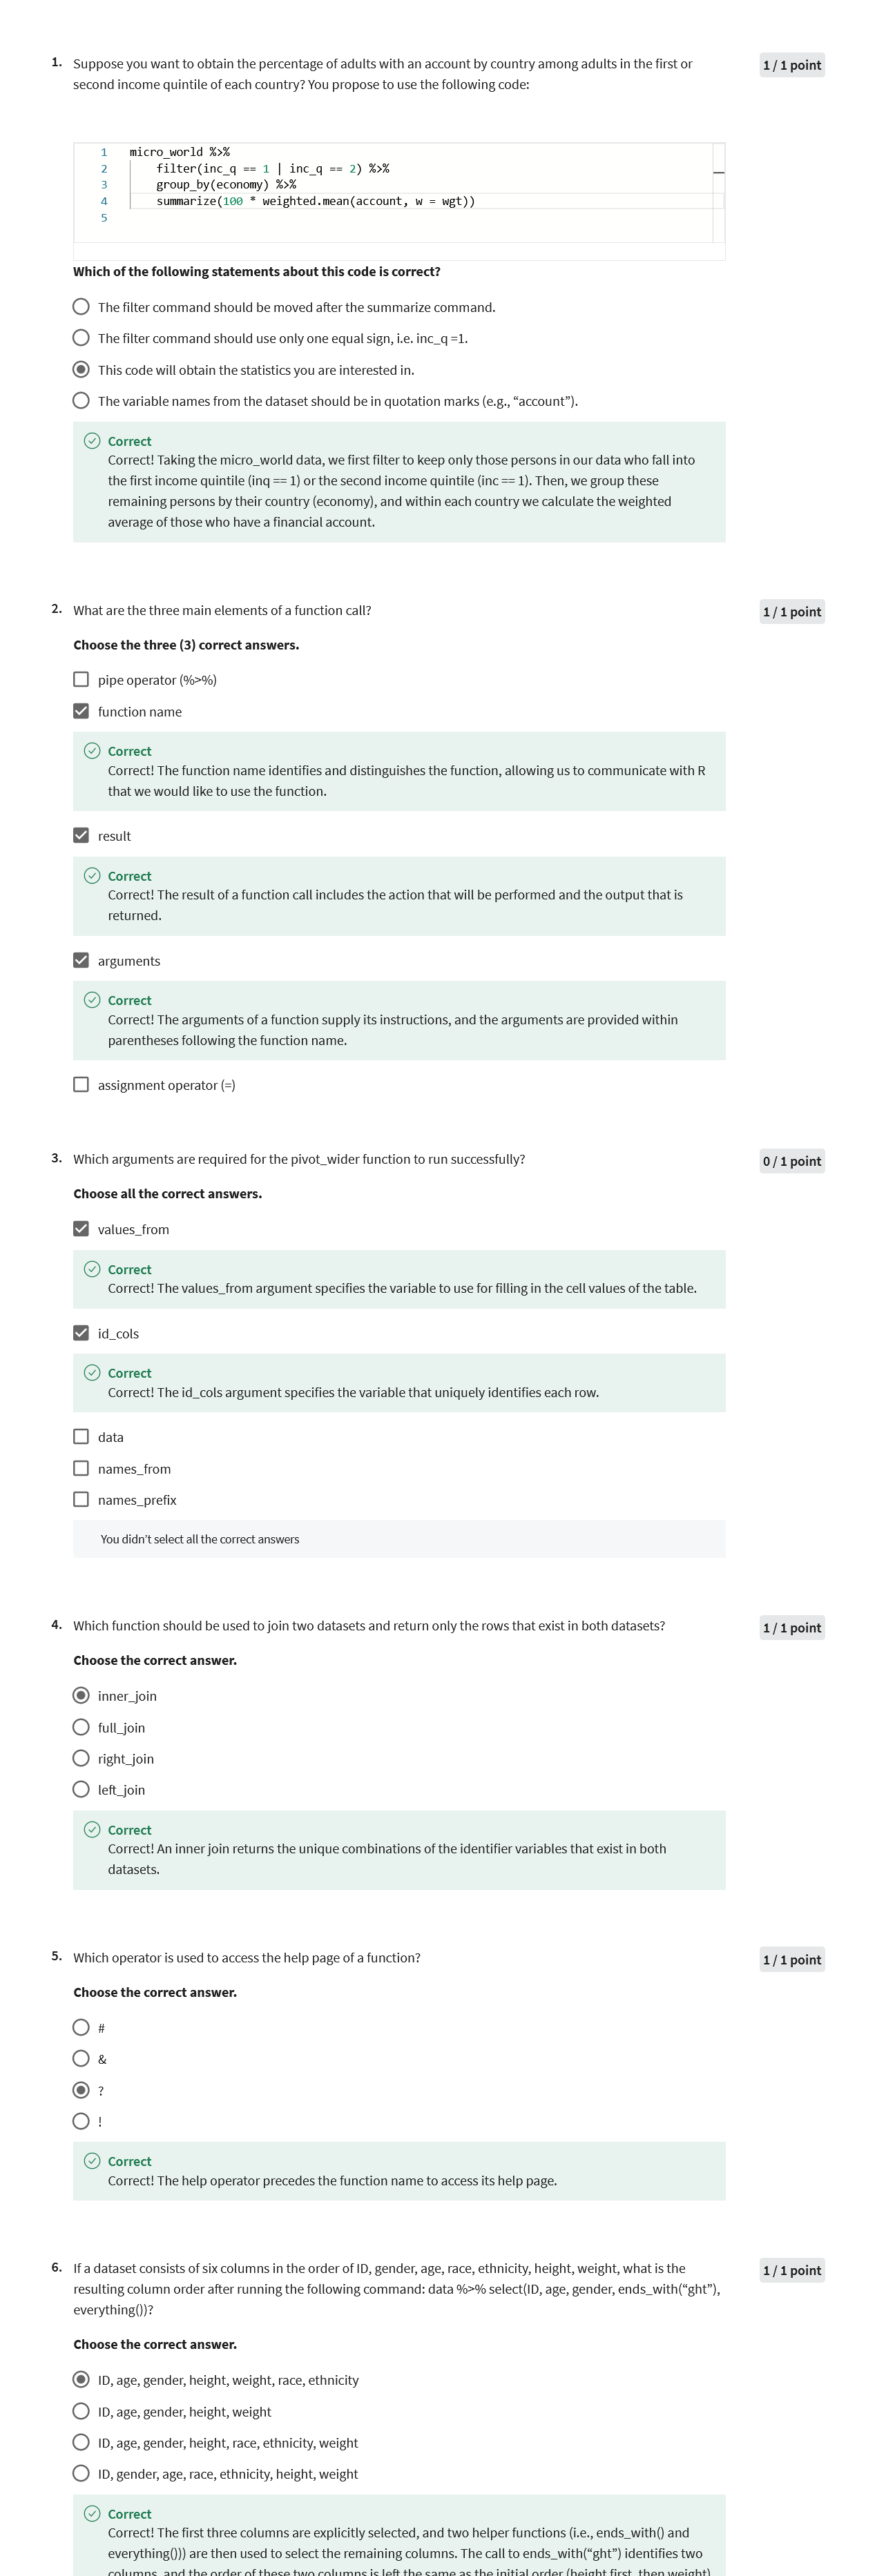 1. Suppose you want to obtain the percentage of adults with an account by country among adults in the first or
1 / 1 point
second income quintile of each country? You propose to use the following code:
1 micro_world %>%
2 filter(inc_q == 1 | inc_q == 2) %>%
3 group_by(economy) %>%
4 summarize(100 * weighted.mean(account, w = wgt))
5
Which of the following statements about this code is correct?
The filter command should be moved after the summarize command.
The filter command should use only one equal sign, i.e. inc_q =1.
This code will obtain the statistics you are interested in.
The variable names from the dataset should be in quotation marks (e.g., “account”).
Correct
Correct! Taking the micro_world data, we first filter to keep only those persons in our data who fall into
the first income quintile (inq == 1) or the second income quintile (inc == 1). Then, we group these
remaining persons by their country (economy), and within each country we calculate the weighted
average of those who have a financial account.
2. What are the three main elements of a function call?
1 / 1 point
Choose the three (3) correct answers.
pipe operator (%>%)
function name
Correct
Correct! The function name identifies and distinguishes the function, allowing us to communicate with R
that we would like to use the function.
result
Correct
Correct! The result of a function call includes the action that will be performed and the output that is
returned.
arguments
Correct
Correct! The arguments of a function supply its instructions, and the arguments are provided within
parentheses following the function name.
assignment operator (=)
3. Which arguments are required for the pivot_wider function to run successfully?
0 / 1 point
Choose all the correct answers.
values_from
Correct
Correct! The values_from argument specifies the variable to use for filling in the cell values of the table.
id_cols
Correct
Correct! The id_cols argument specifies the variable that uniquely identifies each row.
data
names_from
names_prefix
You didn’t select all the correct answers
4. Which function should be used to join two datasets and return only the rows that exist in both datasets?
1 / 1 point
Choose the correct answer.
inner_join
full_join
right_join
left_join
Correct
Correct! An inner join returns the unique combinations of the identifier variables that exist in both
datasets.
5. Which operator is used to access the help page of a function?
1 / 1 point
Choose the correct answer.
#
&
?
!
Correct
Correct! The help operator precedes the function name to access its help page.
6. If a dataset consists of six columns in the order of ID, gender, age, race, ethnicity, height, weight, what is the
1 / 1 point
resulting column order after running the following command: data %>% select(ID, age, gender, ends_with(“ght”),
everything())?
Choose the correct answer.
ID, age, gender, height, weight, race, ethnicity
ID, age, gender, height, weight
ID, age, gender, height, race, ethnicity, weight
ID, gender, age, race, ethnicity, height, weight
Correct
Correct! The first three columns are explicitly selected, and two helper functions (i.e., ends_with() and
everything())) are then used to select the remaining columns. The call to ends_with(“ght”) identifies two
columns, and the order of these two columns is left the same as the initial order (height first, then weight)